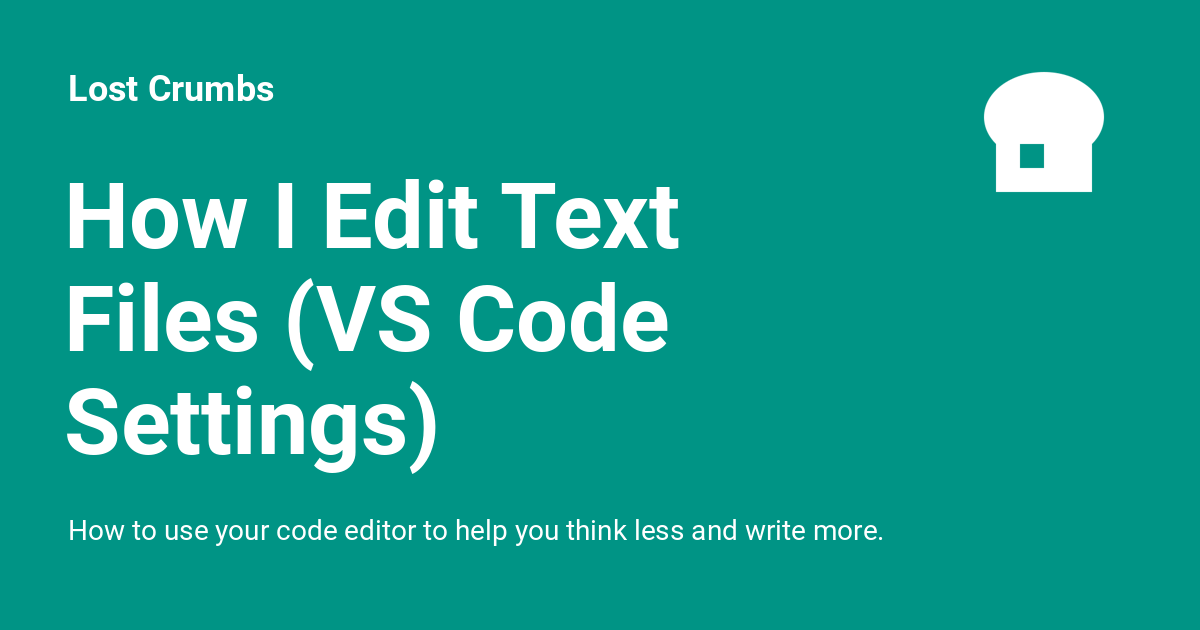 Lost Crumbs
How I Edit Text
Files (VS Code
Settings)
How to use your code editor to help you think less and write more.